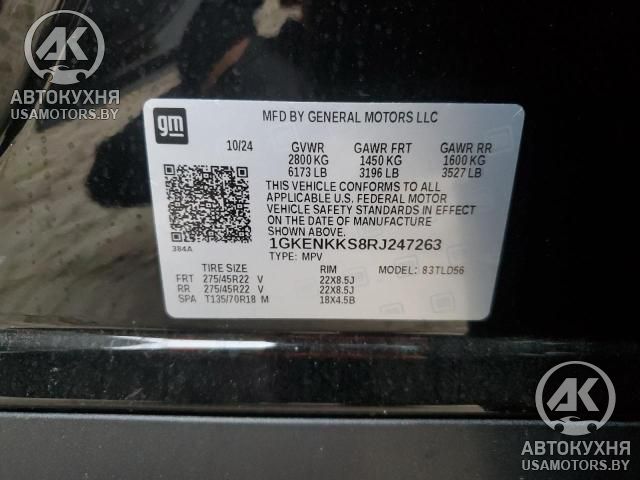 АВТОКУХНЯ
USAMOTORS.BY
gm
MFD BY GENERAL MOTORS LLC
10/24 GVWR GAWR FRT GAWR RR
2800 KG 1450 KG 1600 KG
6173 LB 3196 LB 3527 LB
THIS VEHICLE CONFORMS TO ALL
APPLICABLE U.S. FEDERAL MOTOR
VEHICLE SAFETY STANDARDS IN EFFECT
ON THE DATE OF MANUFACTURE
SHOWN ABOVE.
384A
1GKENKKS8RJ247263
TYPE: MPV
TIRE SIZE RIM MODEL: 83TLD56
FRT 275/45R22 V 22X8.5J
RR 275/45R22 V 22X8.5J
SPA T135/70R18 M 18X4.5B
АК
АВТОКУХНЯ
USAMOTORS.BY